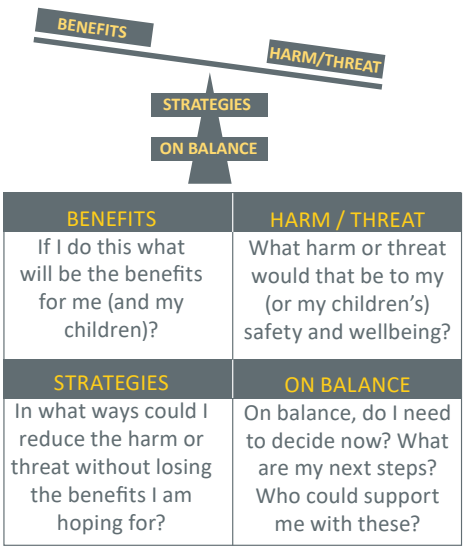 BENEFITS
HARM/THREAT
STRATEGIES
ON BALANCE
BENEFITS
If I do this what
will be the benefits
for me (and my
children)?
HARM / THREAT
What harm or threat
would that be to my
(or my children’s)
safety and wellbeing?
STRATEGIES
In what ways could I
reduce the harm or
threat without losing
the benefits I am
hoping for?
ON BALANCE
On balance, do I need
to decide now? What
are my next steps?
Who could support
me with these?